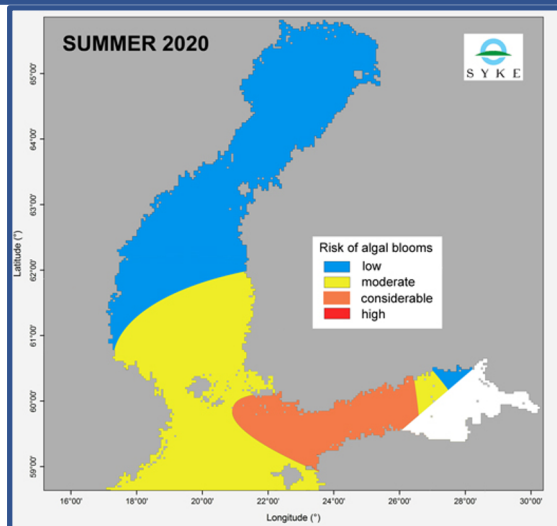 SUMMER 2020
SYKE
Risk of algal blooms
low
moderate
considerable
high
Latitude (°)
65°00'
64°00'
63°00'
62°00'
61°00'
60°00'
59°00'
16°00'
18°00'
20°00'
22°00'
24°00'
26°00'
28°00'
30°00'
Longitude (°)